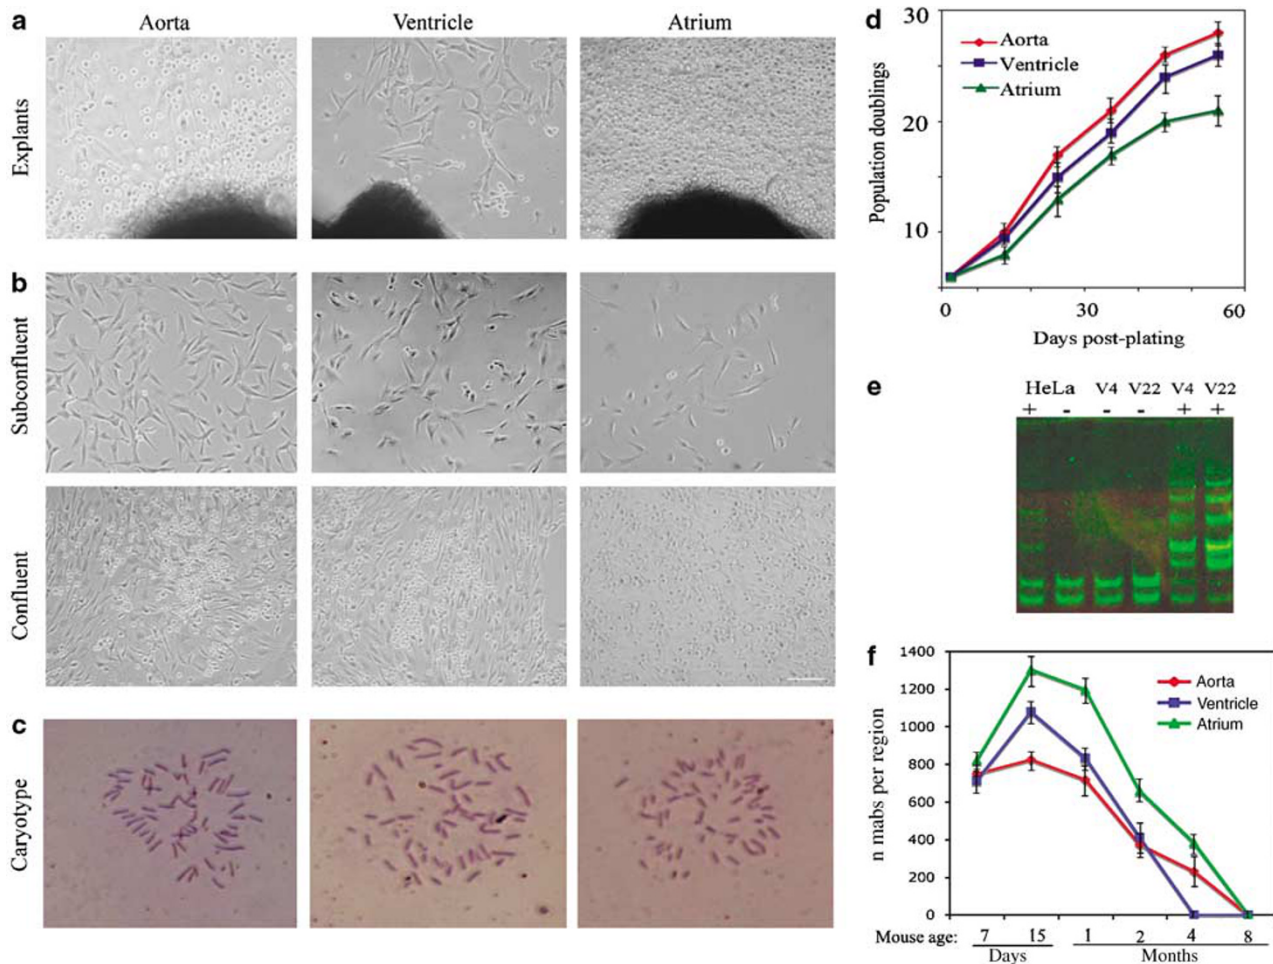 a
Aorta Ventricle Atrium
Explants
b
Subconfluent
Confluent
c
Caryotype
d
30
20
10
Population doublings
Aorta
Ventricle
Atrium
0 30 60
Days post-plating
e
HeLa V4 V22 V4 V22
+ - - - + +
f
1400
1200
1000
800
600
400
200
0
n mabs per region
Aorta
Ventricle
Atrium
Mouse age: 7 15 1 2 4 8
Days Months